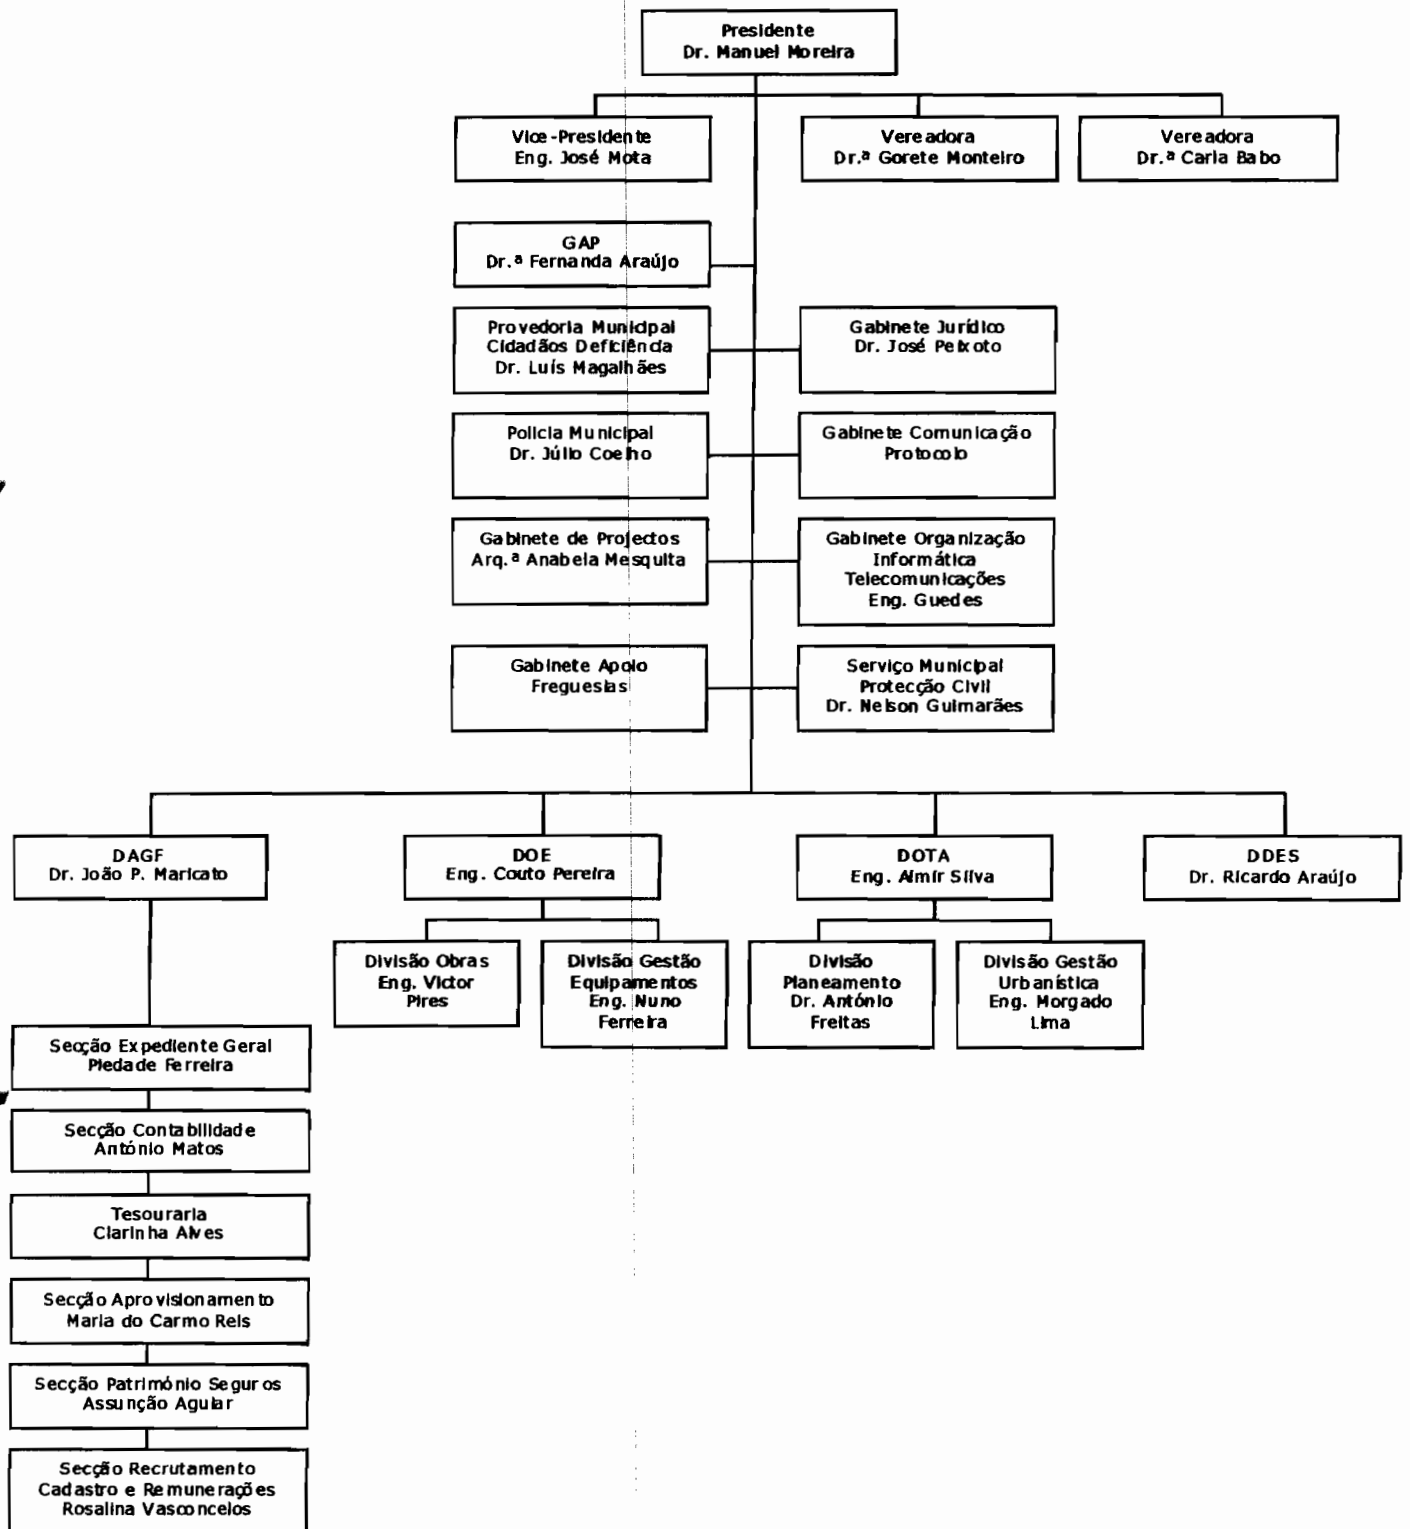 Presidente
Dr. Manuel Moreira
Vice-Presidente
Eng. José Mota
Vereadora
Dr.ª Gorete Monteiro
Vereadora
Dr.ª Carla Babo
GAP
Dr.ª Fernanda Araújo
Provedoria Municipal
Cidadãos Deficiência
Dr. Luís Magalhães
Gabinete Jurídico
Dr. José Peixoto
Policia Municipal
Dr. Júlio Coelho
Gabinete Comunicação
Protocolo
Gabinete de Projectos
Arq.ª Anabela Mesquita
Gabinete Organização
Informática
Telecomunicações
Eng. Guedes
Gabinete Apoio
Freguesias
Serviço Municipal
Protecção Civil
Dr. Nelson Guimarães
DAGF
Dr. João P. Maricato
DOE
Eng. Couto Pereira
DOTA
Eng. Almir Silva
DDES
Dr. Ricardo Araújo
Divisão Obras
Eng. Victor
Pires
Divisão Gestão
Equipamentos
Eng. Nuno
Ferreira
Divisão
Planeamento
Dr. António
Freitas
Divisão Gestão
Urbanística
Eng. Morgado
Lima
Secção Expediente Geral
Piedade Ferreira
Secção Contabilidade
António Matos
Tesouraria
Clarinha Alves
Secção Aprovisionamento
Maria do Carmo Reis
Secção Património Seguros
Assunção Aguiar
Secção Recrutamento
Cadastro e Remunerações
Rosalina Vasconcelos